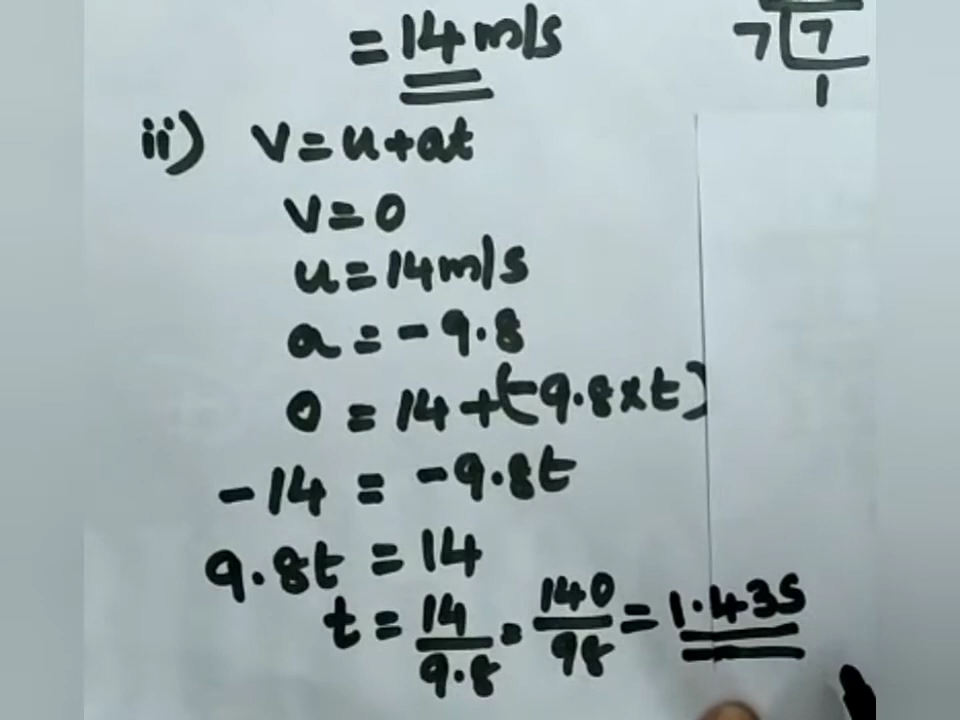 = 14 m/s
7 7
1
ii) v=u+at
v=0
u=14m/s
a=-9.8
0 = 14+(-9.8×t)
-14 = -9.8t
9.8t = 14
t = 14/9.8 = 140/98 = 1.43s